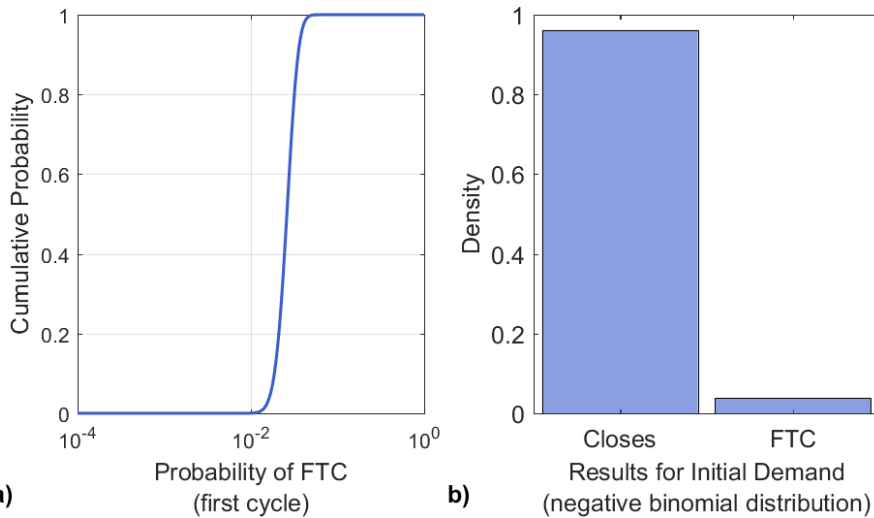 Cumulative Probability
1
0.8
0.6
0.4
0.2
0
10^-4
10^-2
10^0
Probability of FTC
(first cycle)
a)
Density
1
0.8
0.6
0.4
0.2
0
Closes
FTC
Results for Initial Demand
(negative binomial distribution)
b)